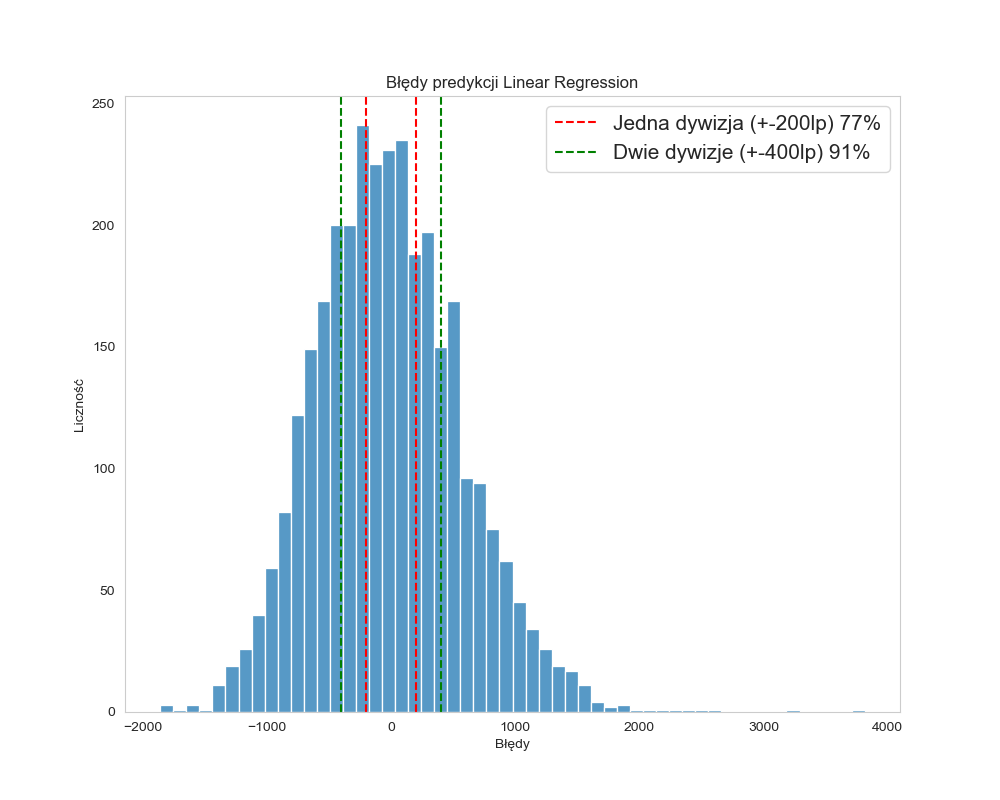 Błędy predykcji Linear Regression
Jedna dywizja (+-200lp) 77%
Dwie dywizje (+-400lp) 91%
250
200
150
100
50
0
Liczność
−2000 −1000 0 1000 2000 3000 4000
Błędy